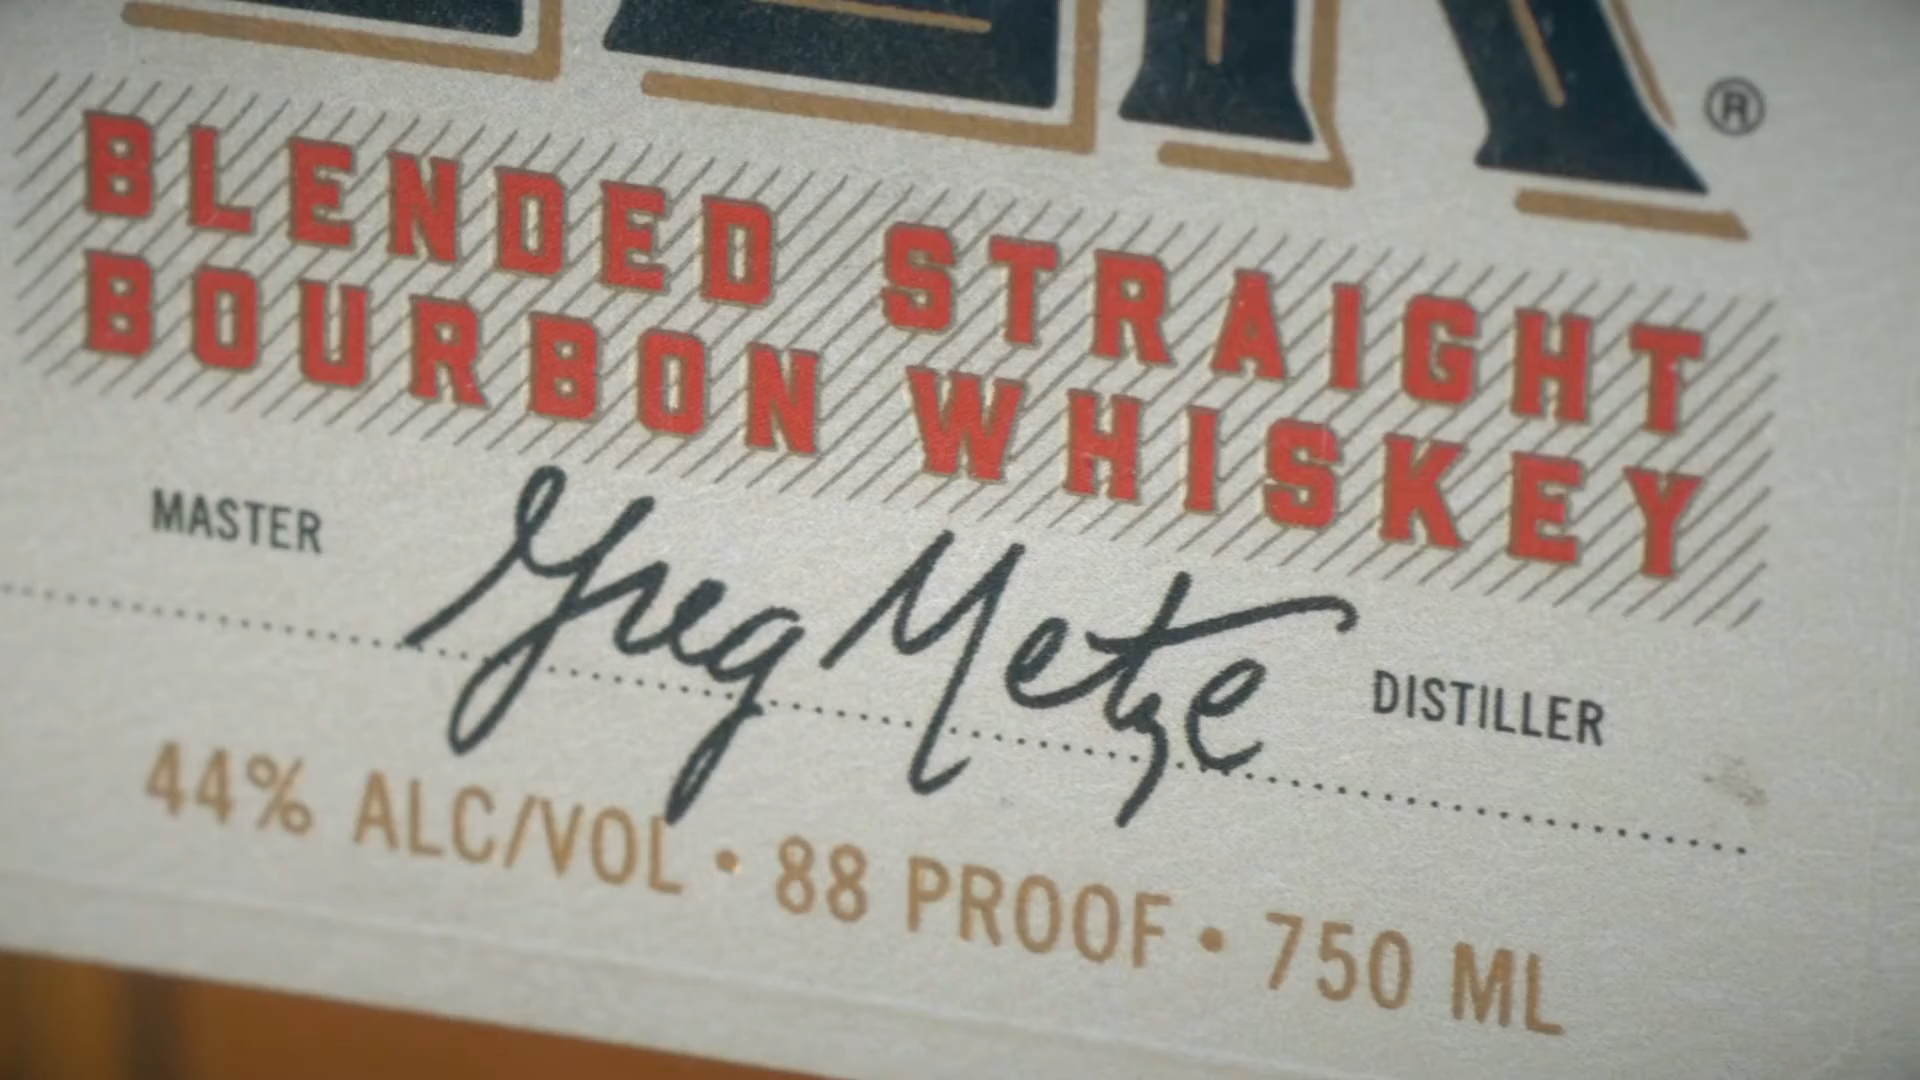 ®
BLENDED STRAIGHT
BOURBON WHISKEY
MASTER Greg Metze DISTILLER
44% ALC/VOL • 88 PROOF • 750 ML